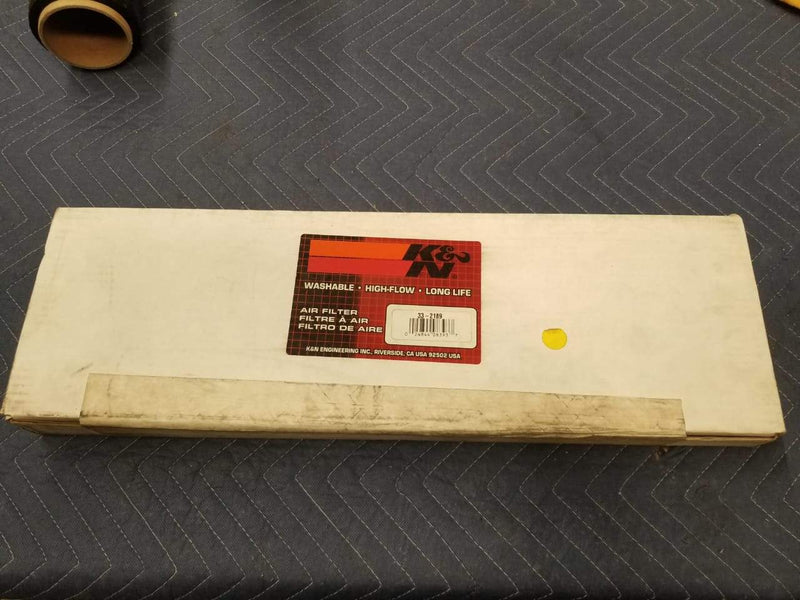 K&N®
WASHABLE • HIGH-FLOW • LONG LIFE
AIR FILTER
FILTRE À AIR
FILTRO DE AIRE
33-2189
K&N ENGINEERING INC., RIVERSIDE, CA USA 92502 USA